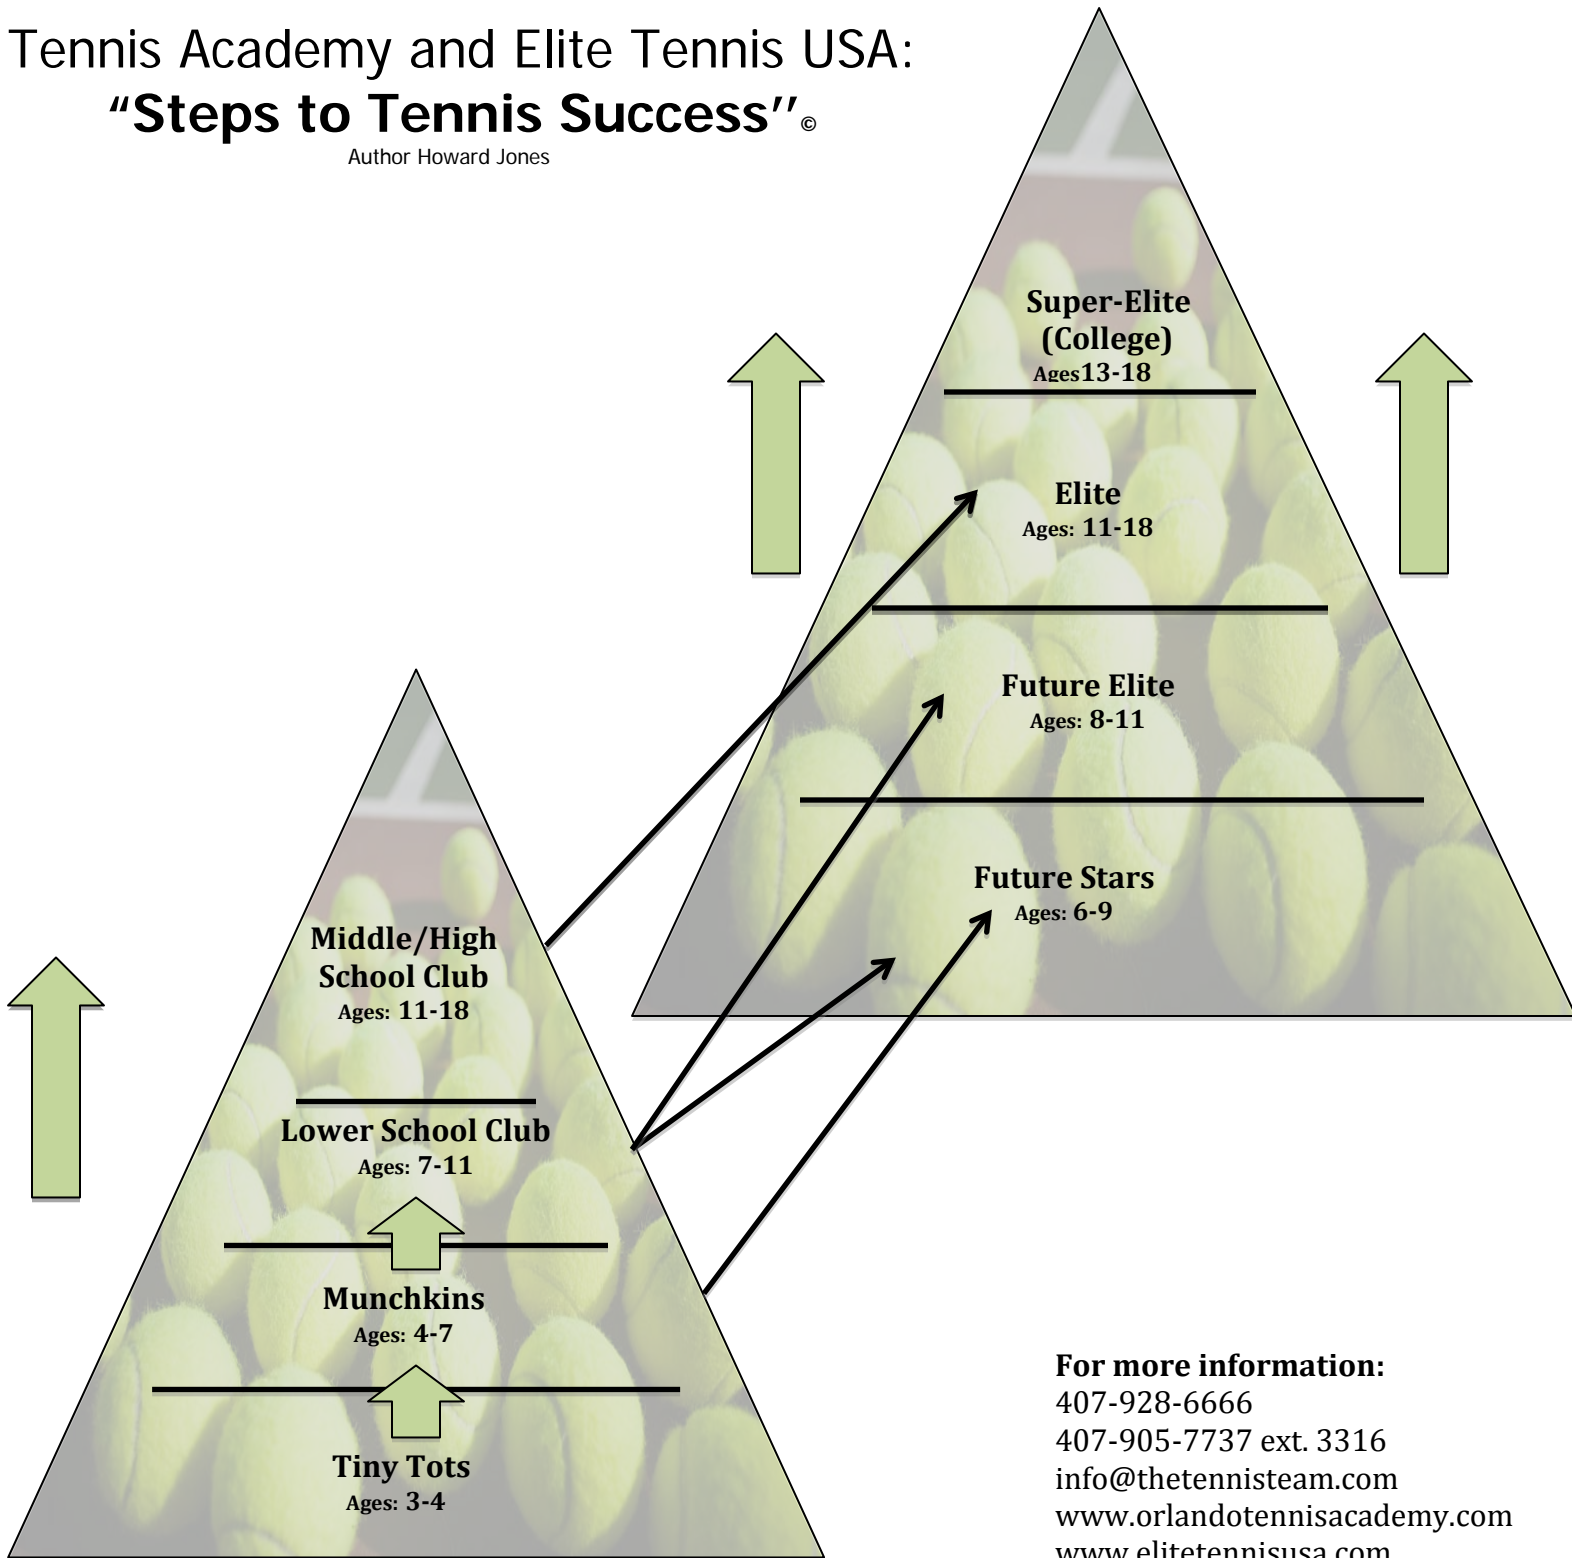 Tennis Academy and Elite Tennis USA:
“Steps to Tennis Success’’©
Author Howard Jones
Super-Elite
(College)
Ages13-18
Elite
Ages: 11-18
Future Elite
Ages: 8-11
Future Stars
Ages: 6-9
Middle/High
School Club
Ages: 11-18
Lower School Club
Ages: 7-11
Munchkins
Ages: 4-7
Tiny Tots
Ages: 3-4
For more information:
407-928-6666
407-905-7737 ext. 3316
info@thetennisteam.com
www.orlandotennisacademy.com
www.elitetennisusa.com